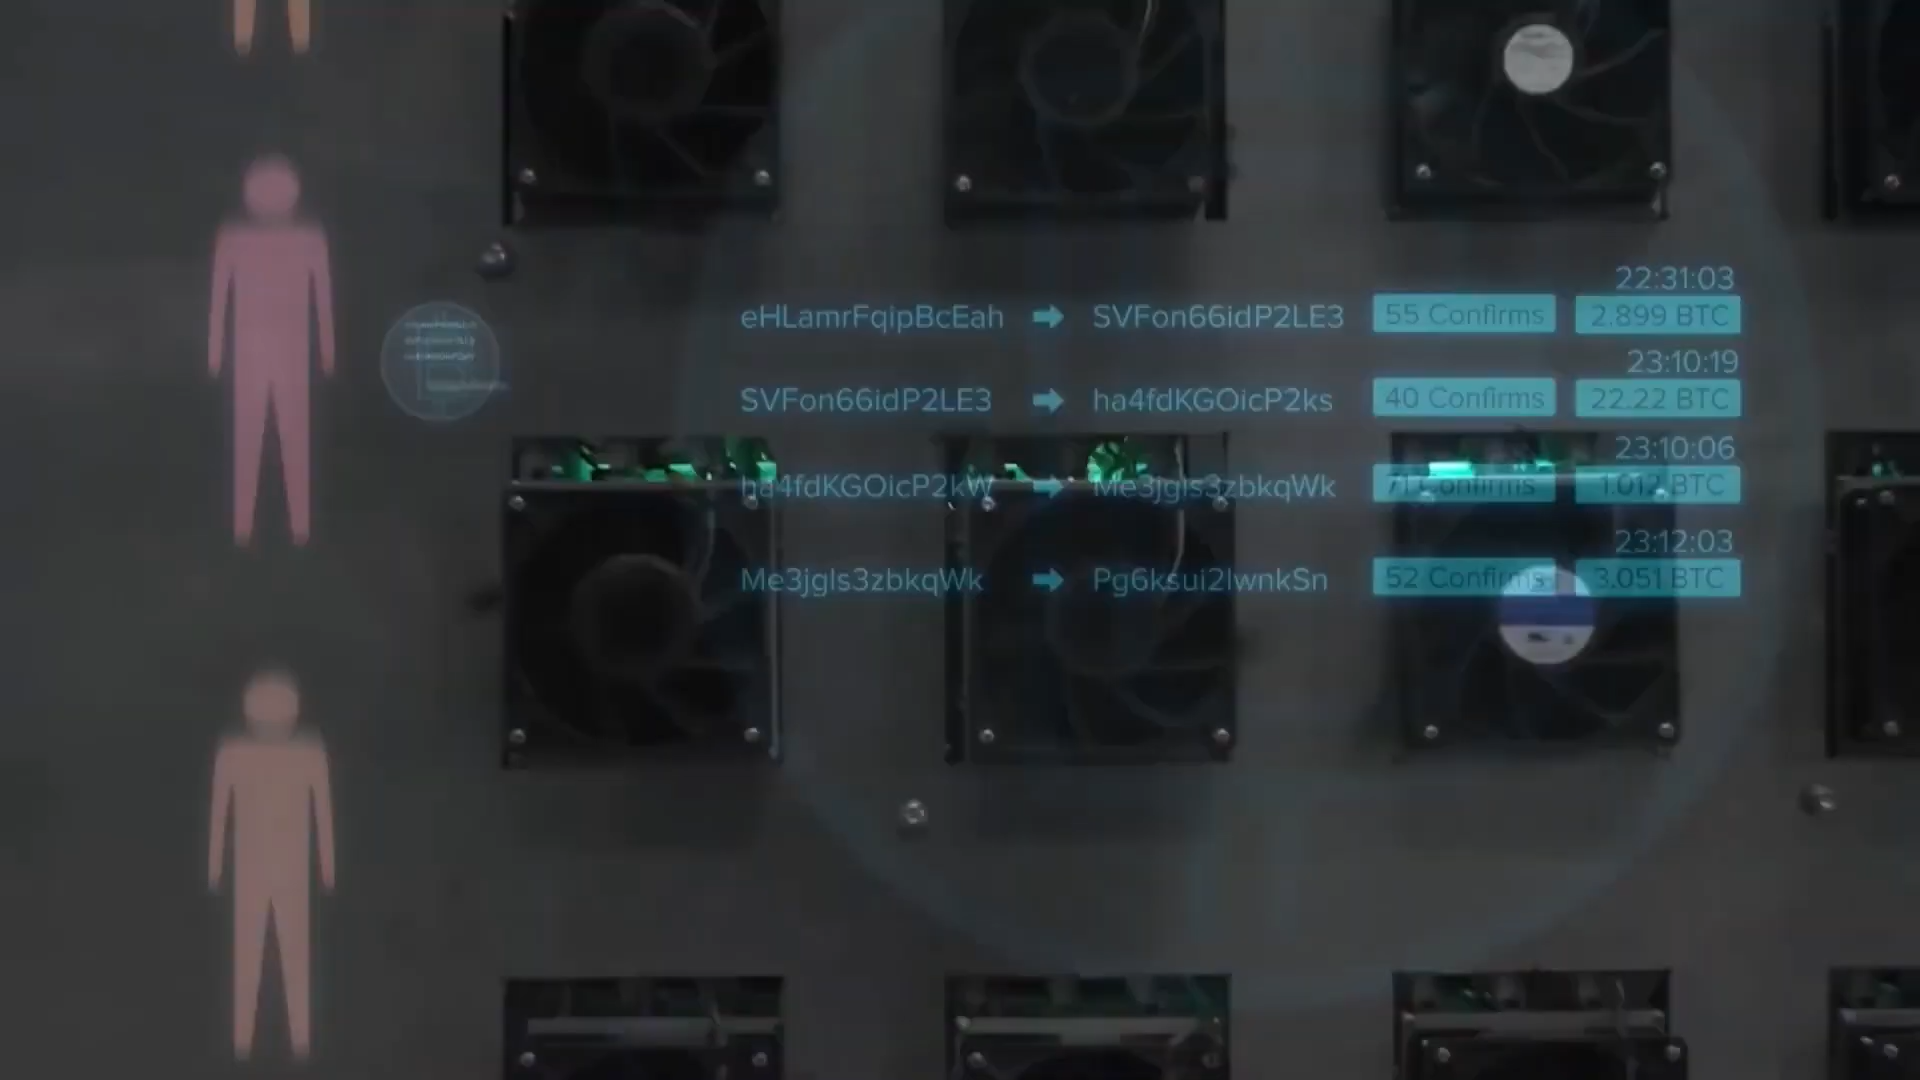 22:31:03
eHLamrFqipBcEah SVFon66idP2LE3 55 Confirms 2.899 BTC
23:10:19
SVFon66idP2LE3 ha4fdKGOicP2ks 40 Confirms 22.22 BTC
23:10:06
ha4fdKGOicP2kW Me3jgls3zbkqWk 71 Confirms 1.012 BTC
23:12:03
Me3jgls3zbkqWk Pg6ksui2lwnkSn 52 Confirms 3.051 BTC